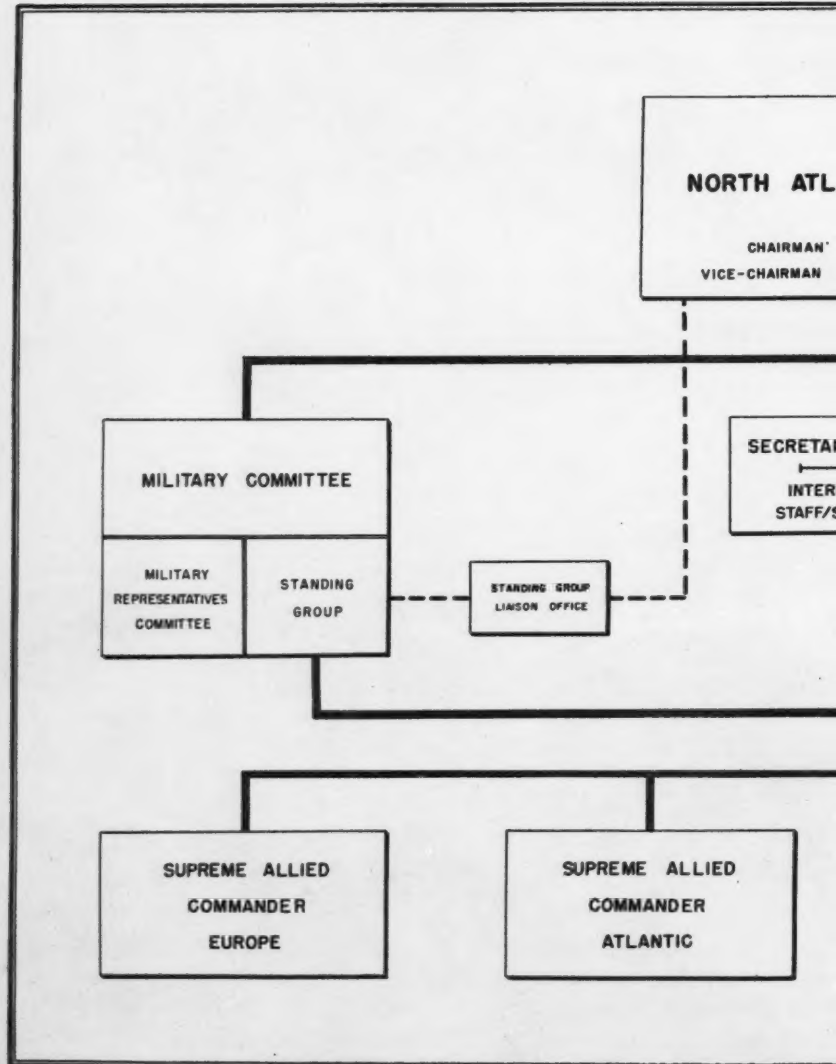 NORTH ATL
CHAIRMAN
VICE-CHAIRMAN
MILITARY COMMITTEE
SECRETA
INTER
STAFF/S
MILITARY
REPRESENTATIVES
COMMITTEE
STANDING
GROUP
STANDING GROUP
LIAISON OFFICE
SUPREME ALLIED
COMMANDER
EUROPE
SUPREME ALLIED
COMMANDER
ATLANTIC